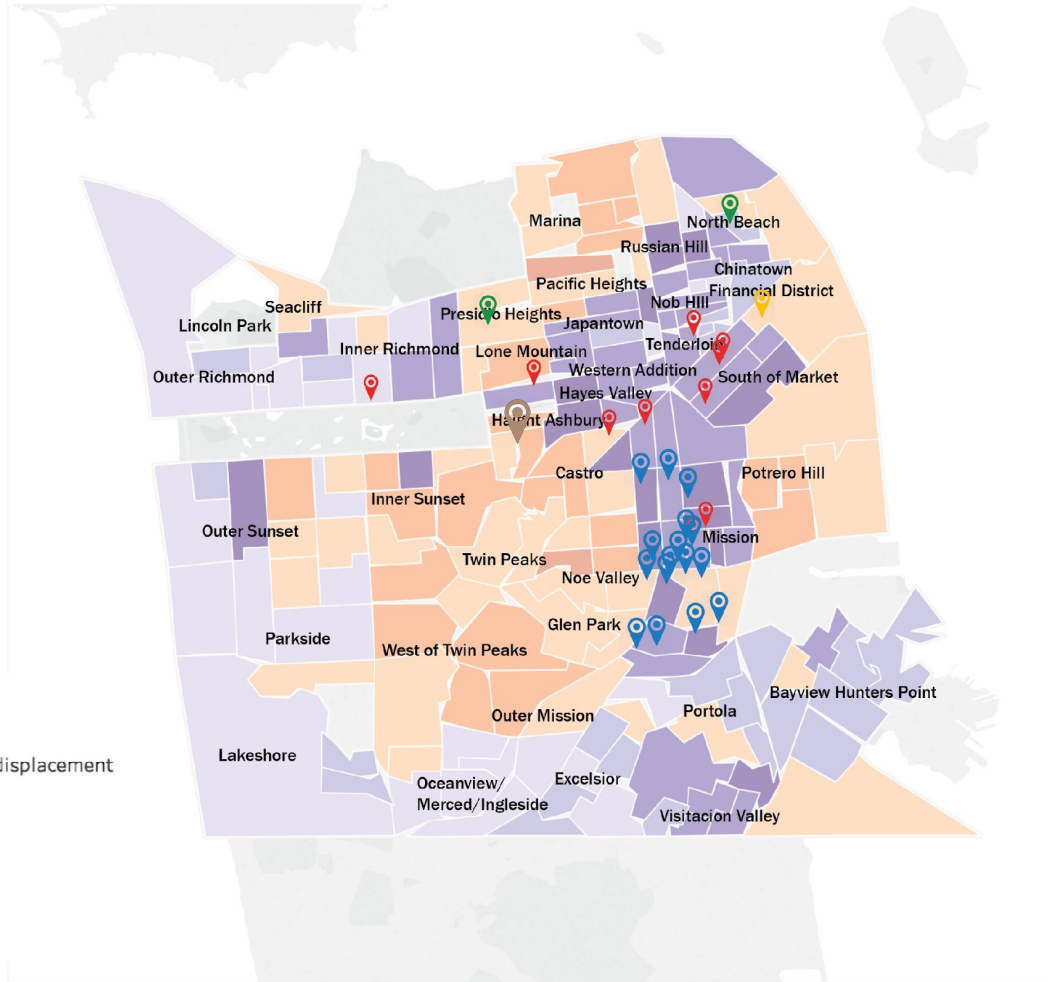 Marina
North Beach
Russian Hill
Chinatown
Pacific Heights
Financial District
Nob Hill
Seacliff
Presidio Heights
Lincoln Park
Japantown
Tenderloin
Inner Richmond
Lone Mountain
Western Addition
Outer Richmond
South of Market
Hayes Valley
Haight Ashbury
Castro
Potrero Hill
Inner Sunset
Outer Sunset
Mission
Twin Peaks
Noe Valley
Glen Park
Parkside
West of Twin Peaks
Bayview Hunters Point
Portola
Outer Mission
Lakeshore
displacement
Excelsior
Oceanview/
Merced/Ingleside
Visitacion Valley